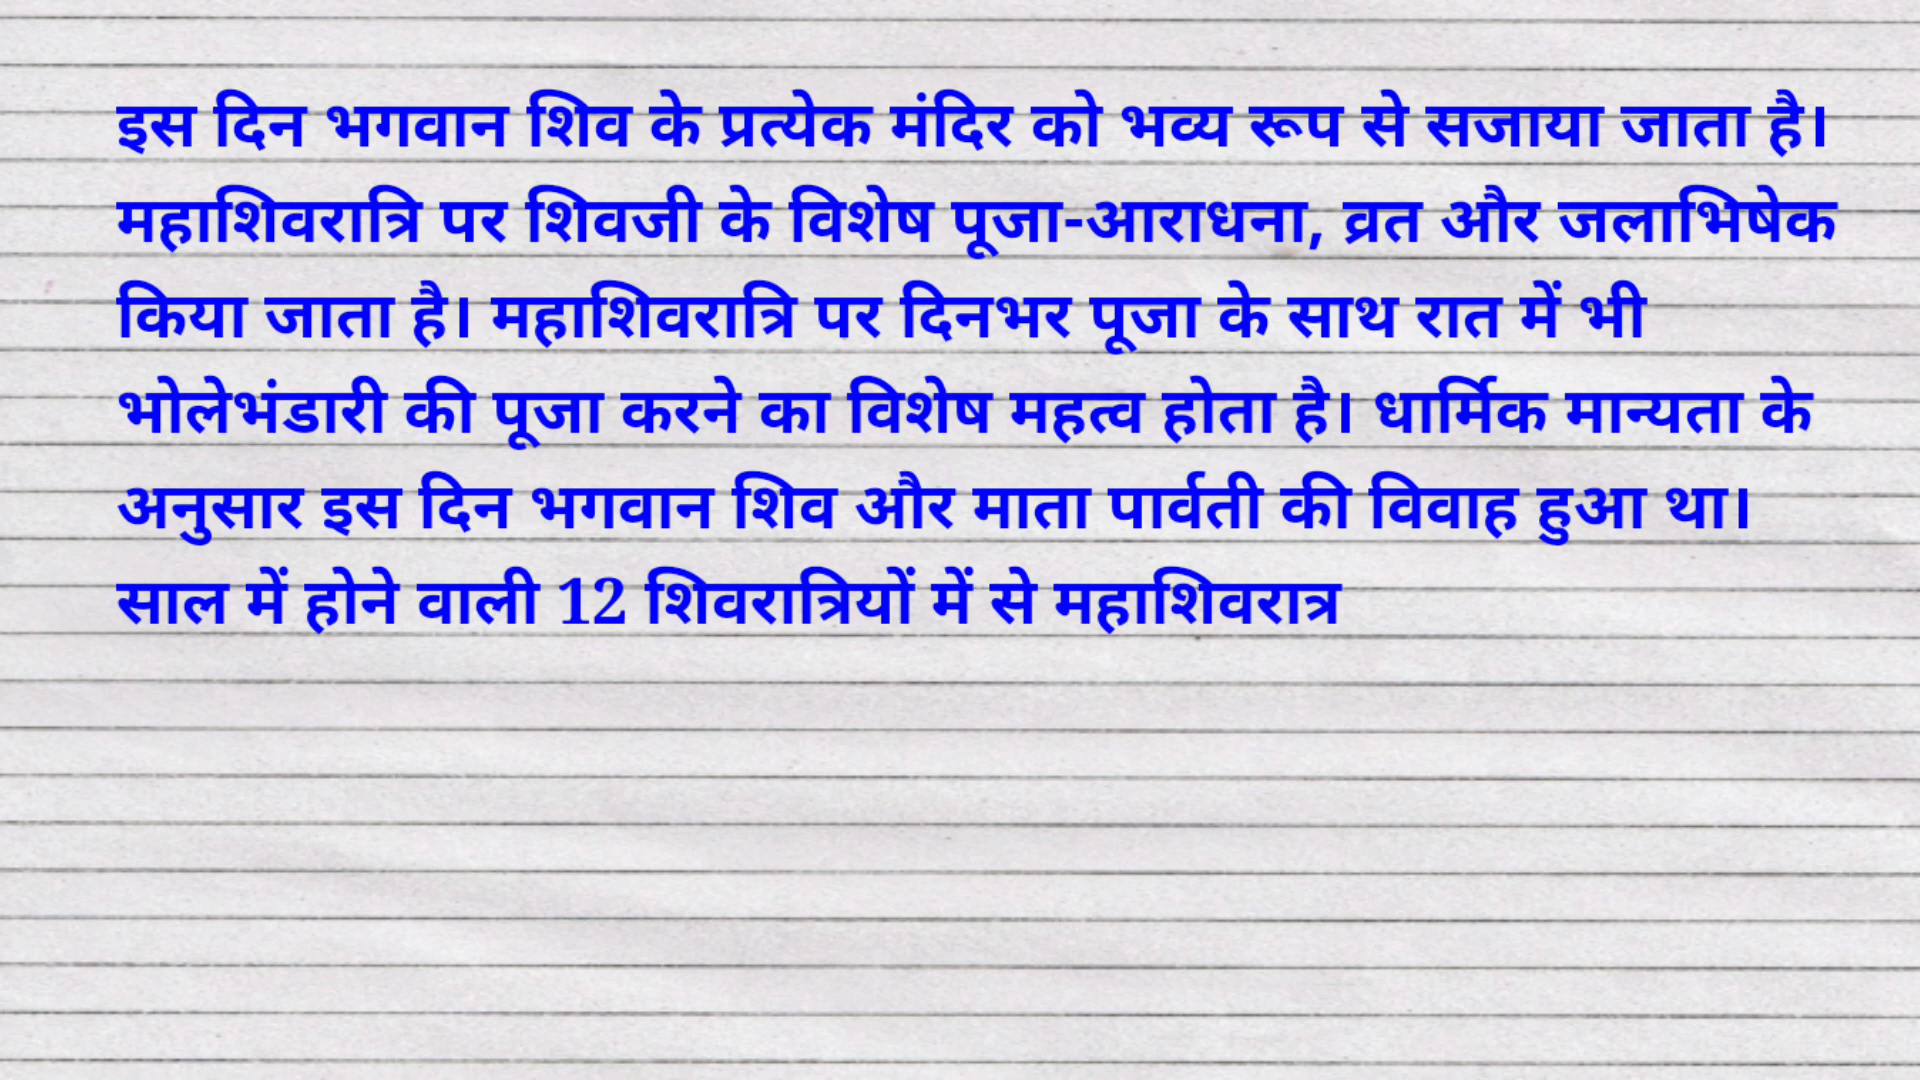 इस दिन भगवान शिव के प्रत्येक मंदिर को भव्य रूप से सजाया जाता है।
महाशिवरात्रि पर शिवजी के विशेष पूजा-आराधना, व्रत और जलाभिषेक
किया जाता है। महाशिवरात्रि पर दिनभर पूजा के साथ रात में भी
भोलेभंडारी की पूजा करने का विशेष महत्व होता है। धार्मिक मान्यता के
अनुसार इस दिन भगवान शिव और माता पार्वती की विवाह हुआ था।
साल में होने वाली 12 शिवरात्रियों में से महाशिवरात्र